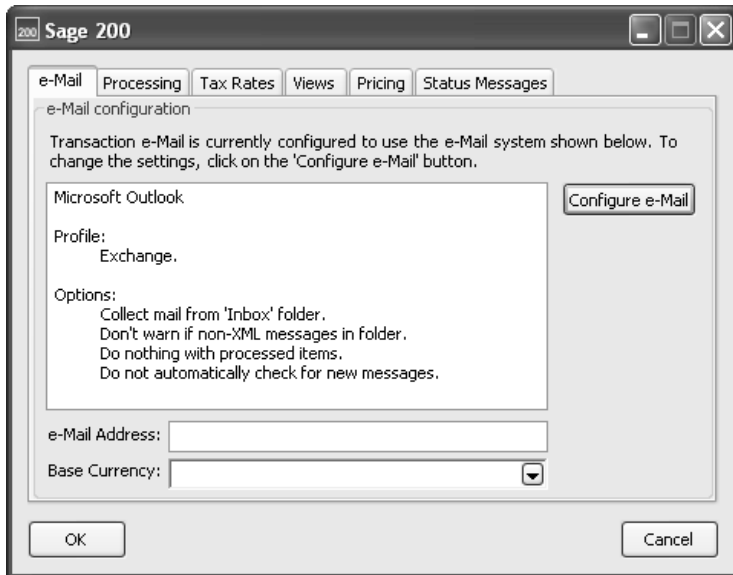 200 Sage 200
e-Mail Processing Tax Rates Views Pricing Status Messages
e-Mail configuration
Transaction e-Mail is currently configured to use the e-Mail system shown below. To
change the settings, click on the 'Configure e-Mail' button.
Microsoft Outlook
Configure e-Mail
Profile:
Exchange.
Options:
Collect mail from 'Inbox' folder.
Don't warn if non-XML messages in folder.
Do nothing with processed items.
Do not automatically check for new messages.
e-Mail Address:
Base Currency:
OK Cancel